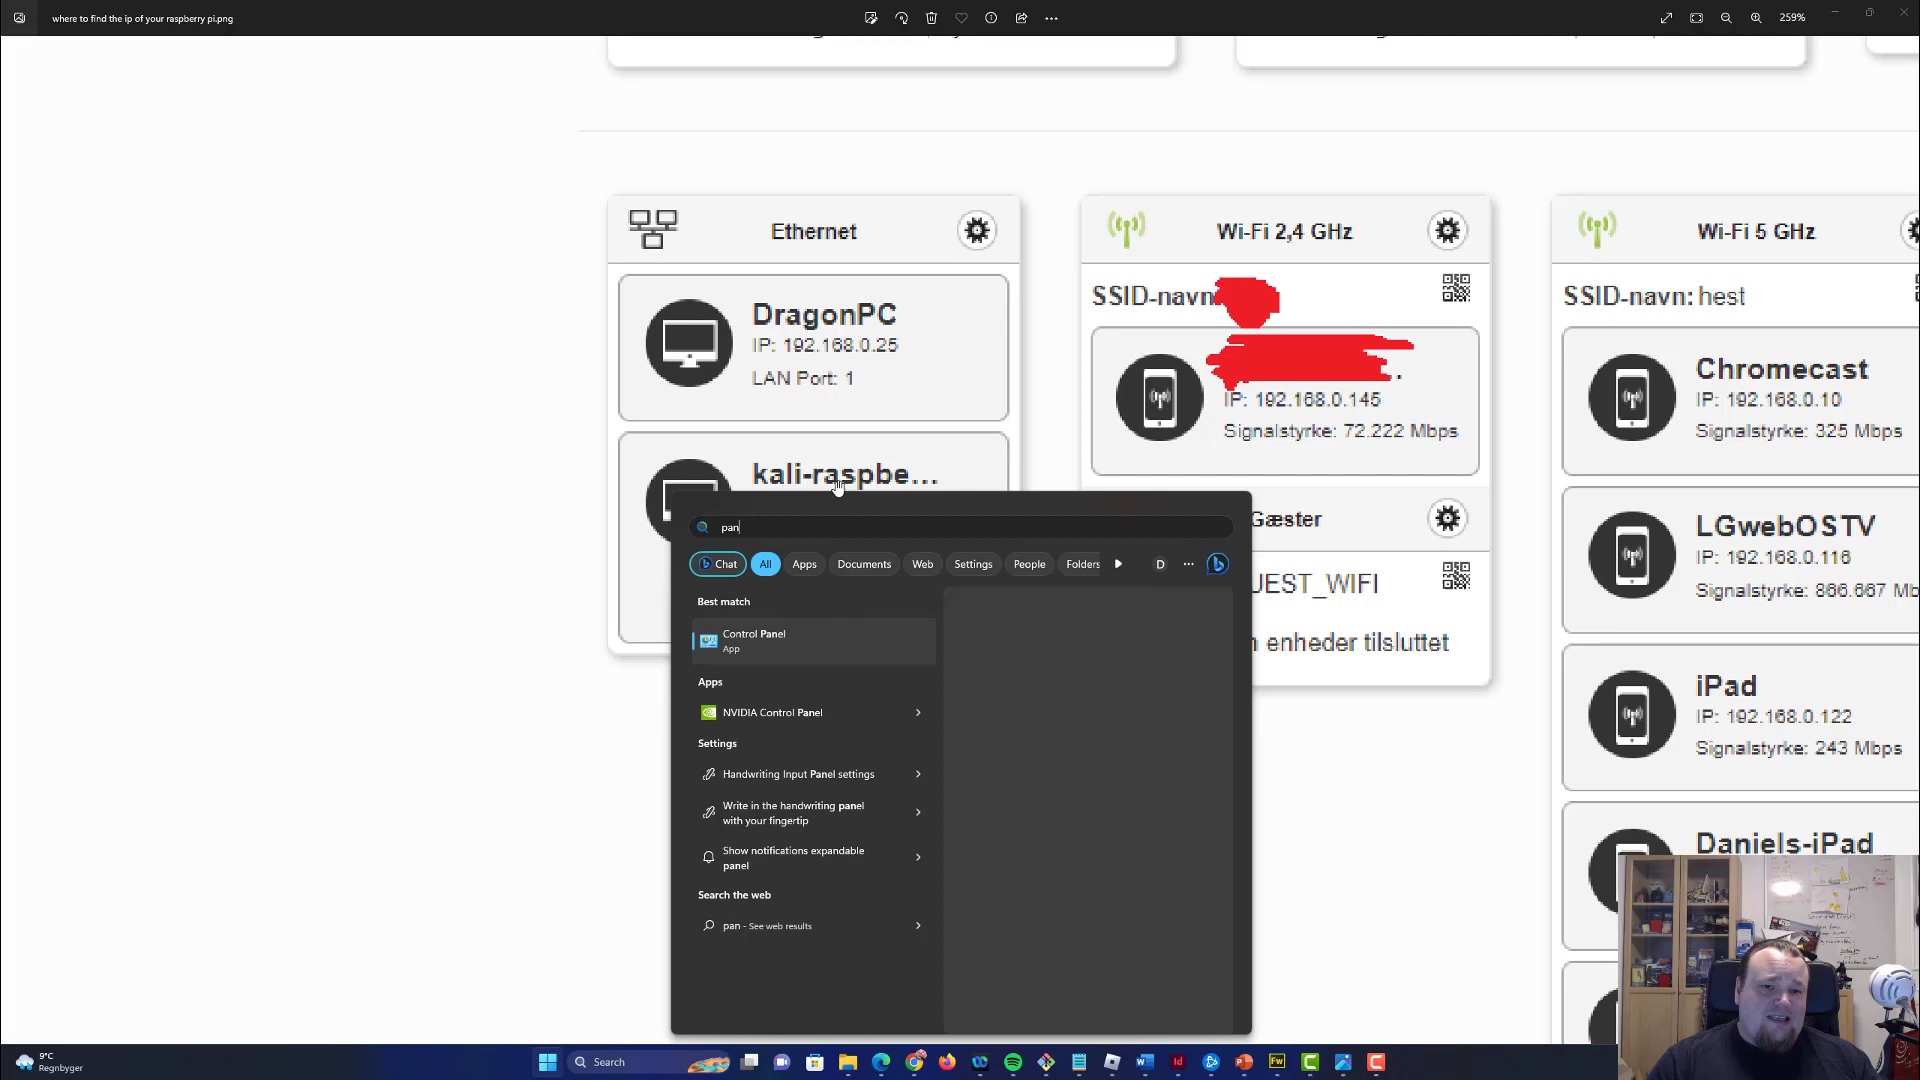 where to find the ip of your raspberry pi.png
259%
Ethernet
DragonPC
IP: 192.168.0.25
LAN Port: 1
kali-raspbe...
Wi-Fi 2,4 GHz
SSID-navn
IP: 192.168.0.145
Signalstyrke: 72.222 Mbps
Gæster
UEST_WIFI
enheder tilsluttet
Wi-Fi 5 GHz
SSID-navn: hest
Chromecast
IP: 192.168.0.10
Signalstyrke: 325 Mbps
LGwebOSTV
IP: 192.168.0.116
Signalstyrke: 866.667 Mb
iPad
IP: 192.168.0.122
Signalstyrke: 243 Mbps
Daniels-iPad
pan
Chat
All
Apps
Documents
Web
Settings
People
Folders
D
Best match
Control Panel
App
Apps
NVIDIA Control Panel
Settings
Handwriting Input Panel settings
Write in the handwriting panel
with your fingertip
Show notifications expandable
panel
Search the web
pan - See web results
9°C
Regnbyger
Search